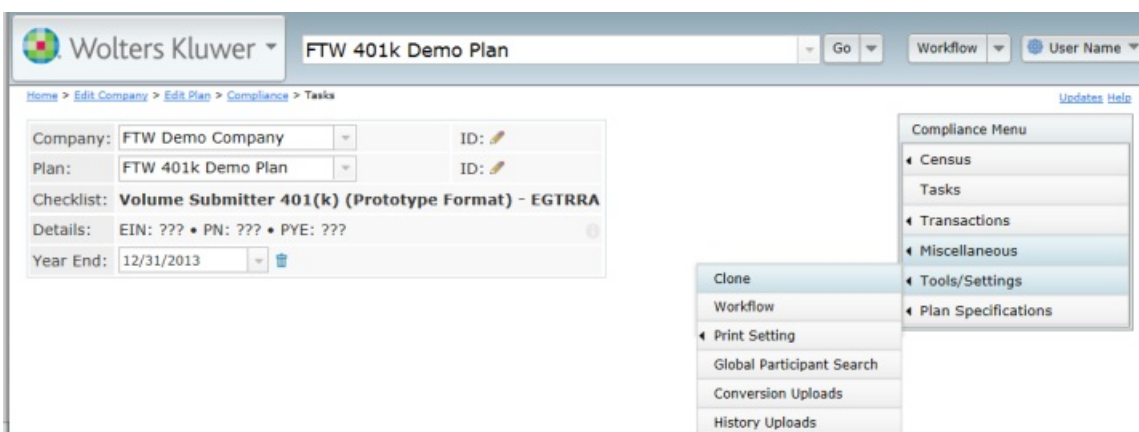 Wolters Kluwer
FTW 401k Demo Plan
Go
Workflow
User Name
Home > Edit Company > Edit Plan > Compliance > Tasks
Updates Help
Company: FTW Demo Company ID:
Plan: FTW 401k Demo Plan ID:
Checklist: Volume Submitter 401(k) (Prototype Format) - EGTRRA
Details: EIN: ??? • PN: ??? • PYE: ???
Year End: 12/31/2013
Compliance Menu
Census
Tasks
Transactions
Miscellaneous
Tools/Settings
Plan Specifications
Clone
Workflow
Print Setting
Global Participant Search
Conversion Uploads
History Uploads